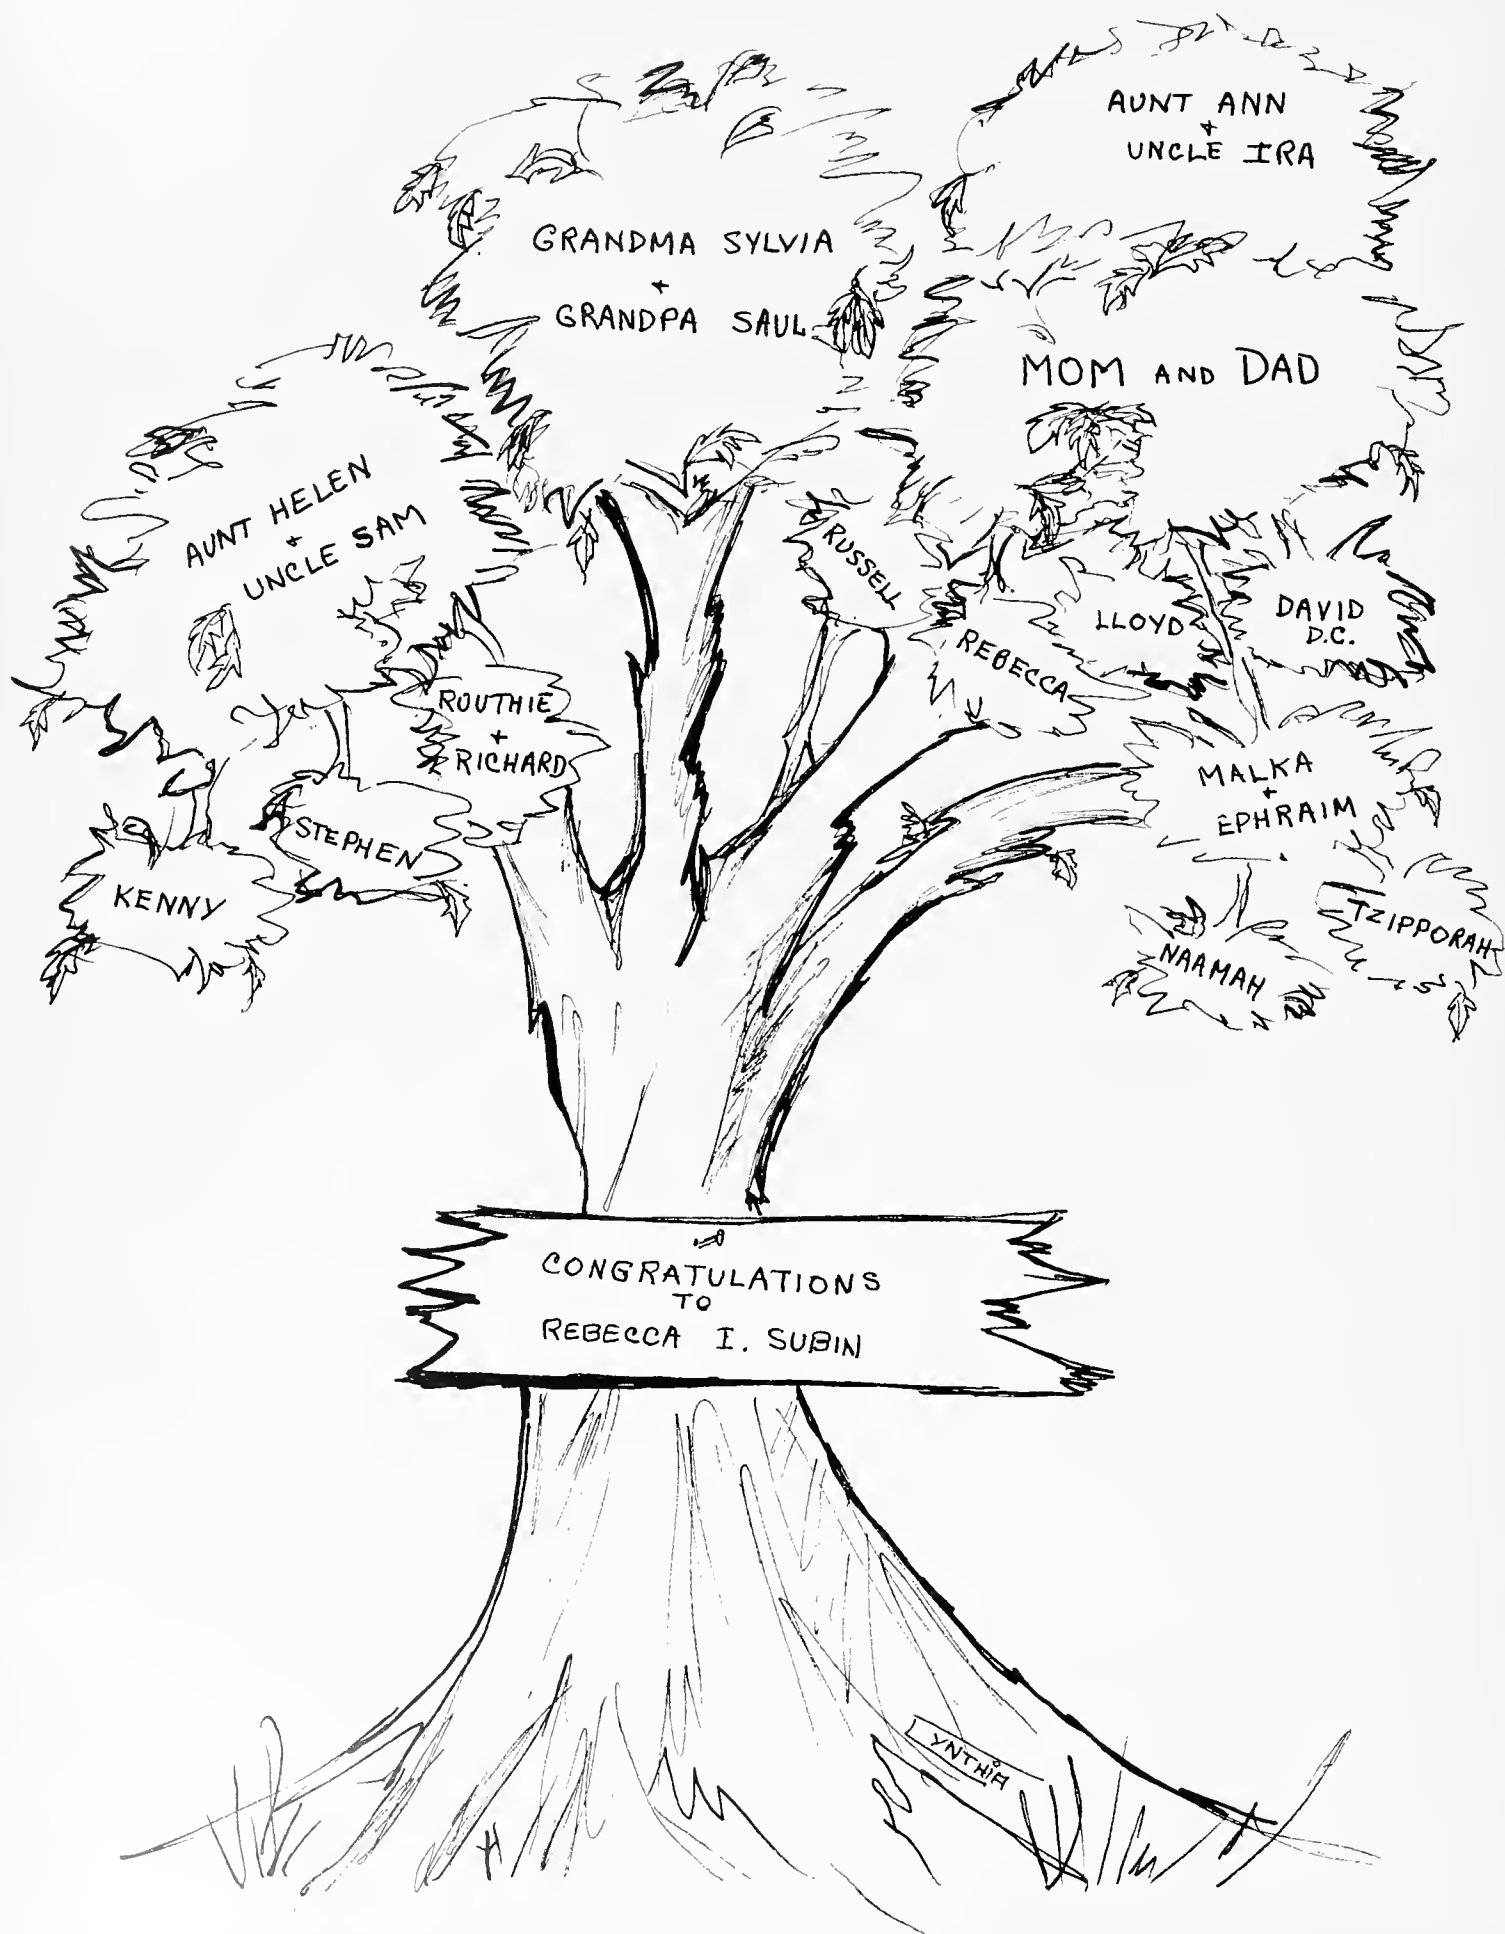 AUNT ANN
+
UNCLE IRA
GRANDMA SYLVIA
+
GRANDPA SAUL
MOM AND DAD
AUNT HELEN
+
UNCLE SAM
RUSSELL
REBECCA
LLOYD
DAVID
D.C.
ROUTHIE
+
RICHARD
STEPHEN
KENNY
MALKA
+
EPHRAIM
NAAMAH
TZIPPORAH
CONGRATULATIONS
TO
REBECCA I. SUBIN
YNTHIA